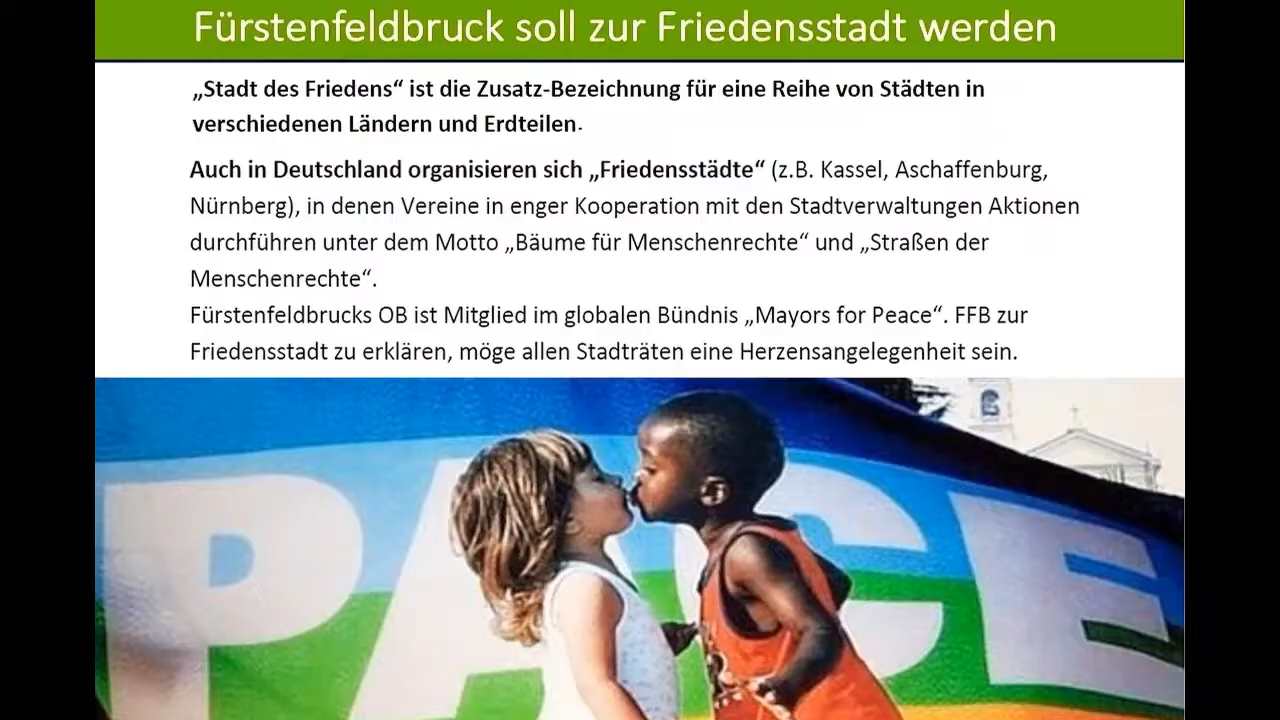 Fürstenfeldbruck soll zur Friedensstadt werden
„Stadt des Friedens“ ist die Zusatz-Bezeichnung für eine Reihe von Städten in
verschiedenen Ländern und Erdteilen.
Auch in Deutschland organisieren sich „Friedensstädte“ (z.B. Kassel, Aschaffenburg,
Nürnberg), in denen Vereine in enger Kooperation mit den Stadtverwaltungen Aktionen
durchführen unter dem Motto „Bäume für Menschenrechte“ und „Straßen der
Menschenrechte“.
Fürstenfeldbrucks OB ist Mitglied im globalen Bündnis „Mayors for Peace“. FFB zur
Friedensstadt zu erklären, möge allen Stadträten eine Herzensangelegenheit sein.
PACE